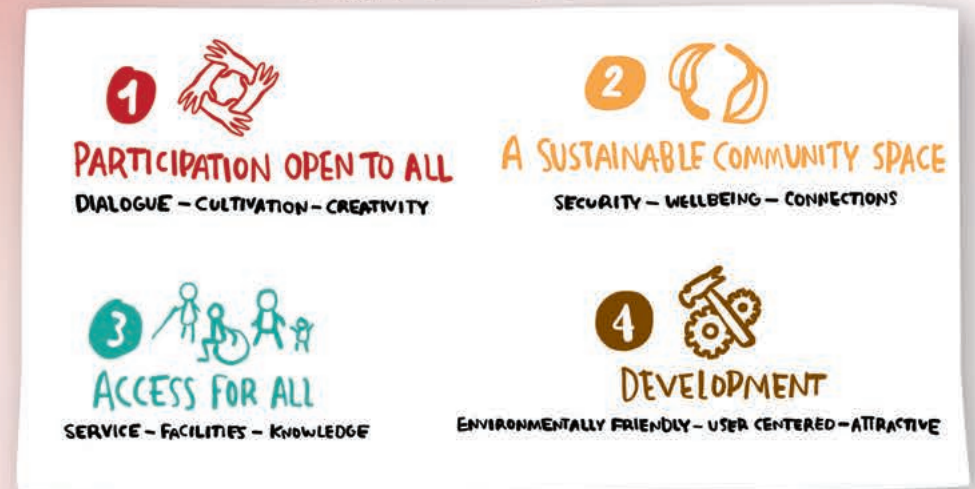 1
PARTICIPATION OPEN TO ALL
DIALOGUE – CULTIVATION – CREATIVITY
2
A SUSTAINABLE COMMUNITY SPACE
SECURITY – WELLBEING – CONNECTIONS
3
ACCESS FOR ALL
SERVICE – FACILITIES – KNOWLEDGE
4
DEVELOPMENT
ENVIRONMENTALLY FRIENDLY – USER CENTERED – ATTRACTIVE